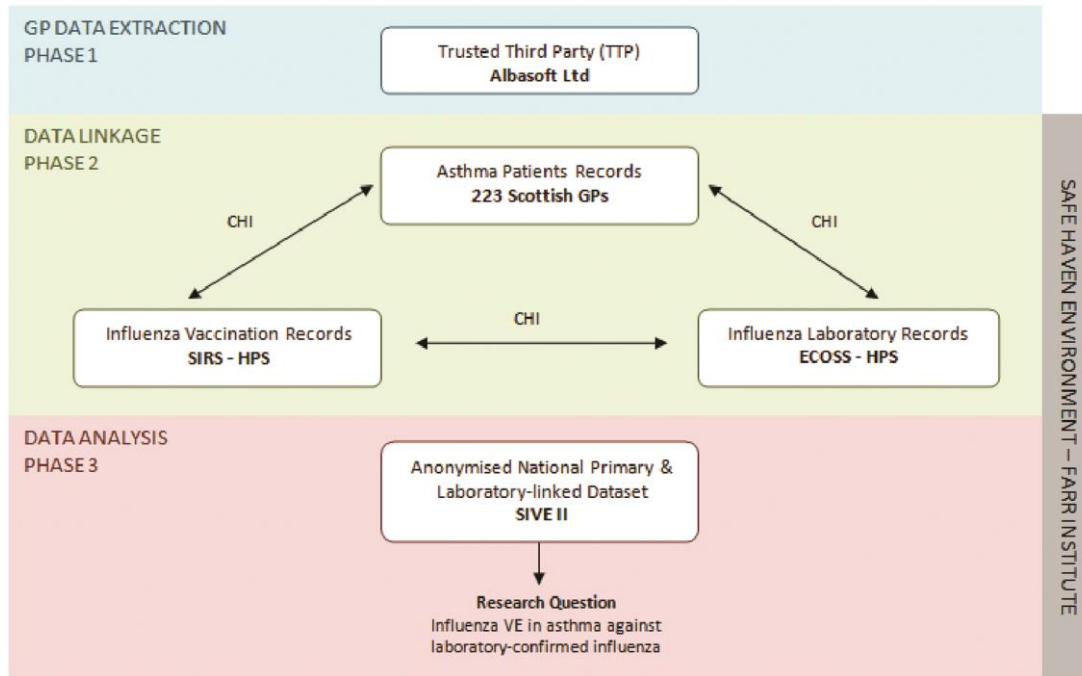 GP DATA EXTRACTION
PHASE 1
Trusted Third Party (TTP)
Albasoft Ltd
DATA LINKAGE
PHASE 2
Asthma Patients Records
223 Scottish GPs
CHI
CHI
Influenza Vaccination Records
SIRS - HPS
CHI
Influenza Laboratory Records
ECOSS - HPS
DATA ANALYSIS
PHASE 3
Anonymised National Primary &
Laboratory-linked Dataset
SIVE II
Research Question
Influenza VE in asthma against
laboratory-confirmed influenza
SAFE HAVEN ENVIRONMENT – FARR INSTITUTE